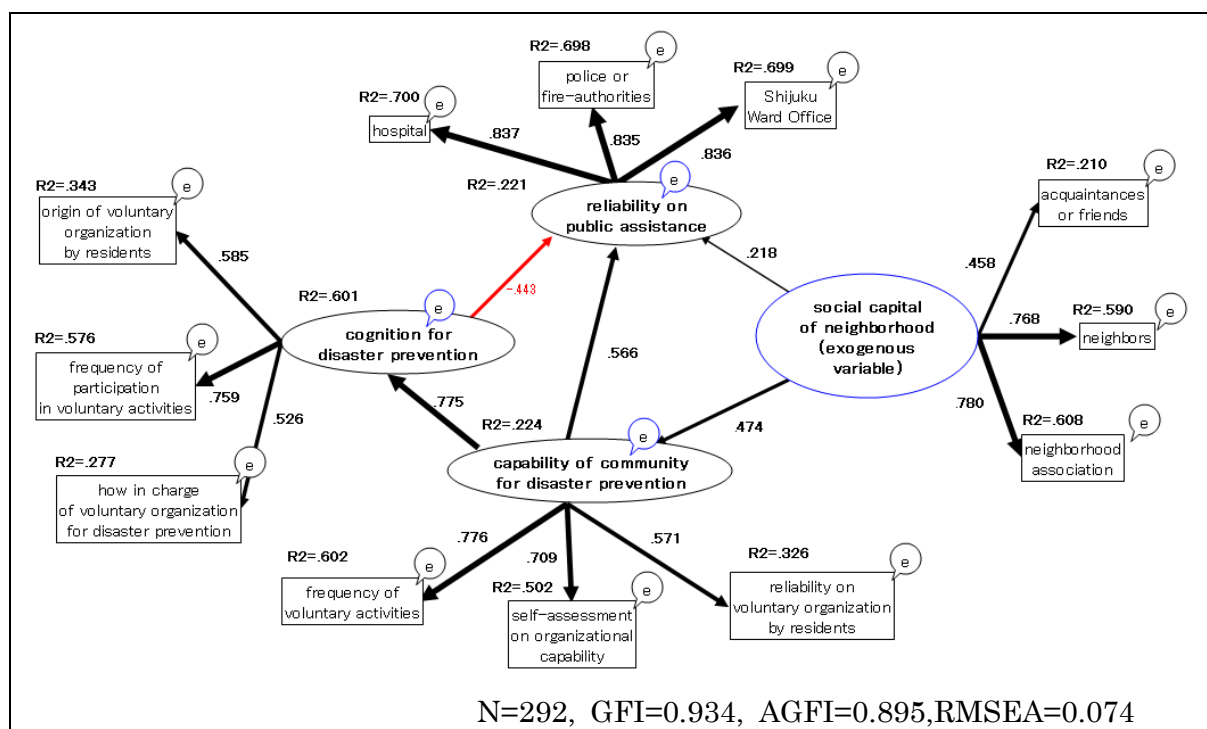 R2=.698
e
police or
fire-authorities
R2=.699
e
Shijuku
Ward Office
R2=.700
e
hospital
.837
.835
.836
R2=.221
e
reliability on
public assistance
R2=.210
e
acquaintances
or friends
R2=.343
e
origin of voluntary
organization
by residents
.585
.218
.458
-.443
R2=.601
e
cognition for
disaster prevention
social capital
of neighborhood
(exogenous
variable)
.768
R2=.590
e
neighbors
R2=.576
e
frequency of
participation
in voluntary activities
.759
.566
.780
.526
.775
R2=.224
e
capability of community
for disaster prevention
.474
R2=.608
e
neighborhood
association
R2=.277
e
how in charge
of voluntary organization
for disaster prevention
.776
.709
.571
R2=.602
e
frequency of
voluntary activities
R2=.502
e
self-assessment
on organizational
capability
R2=.326
e
reliability on
voluntary organization
by residents
N=292, GFI=0.934, AGFI=0.895,RMSEA=0.074